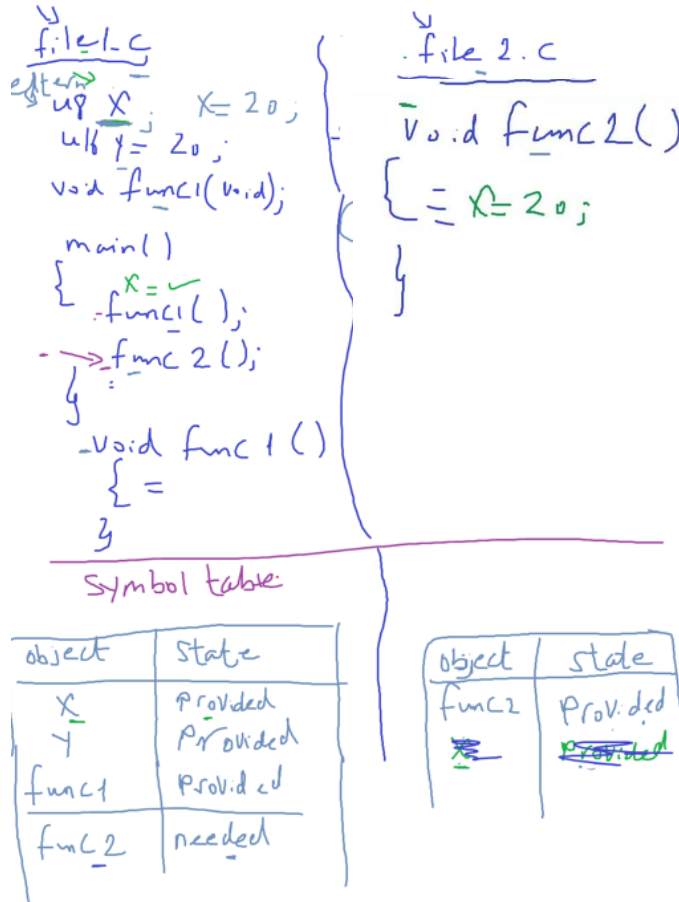 file1.c
extern
u8 X; X=20;
u8 Y=20;
void func1(void);
main()
{ X=
func1();
func2();
}
void func1()
{ =
}
file2.c
void func2()
{ = X=20;
}
Symbol table
object state
X Provided
Y Provided
func1 Provided
func2 needed
object state
func2 Provided
X Provided